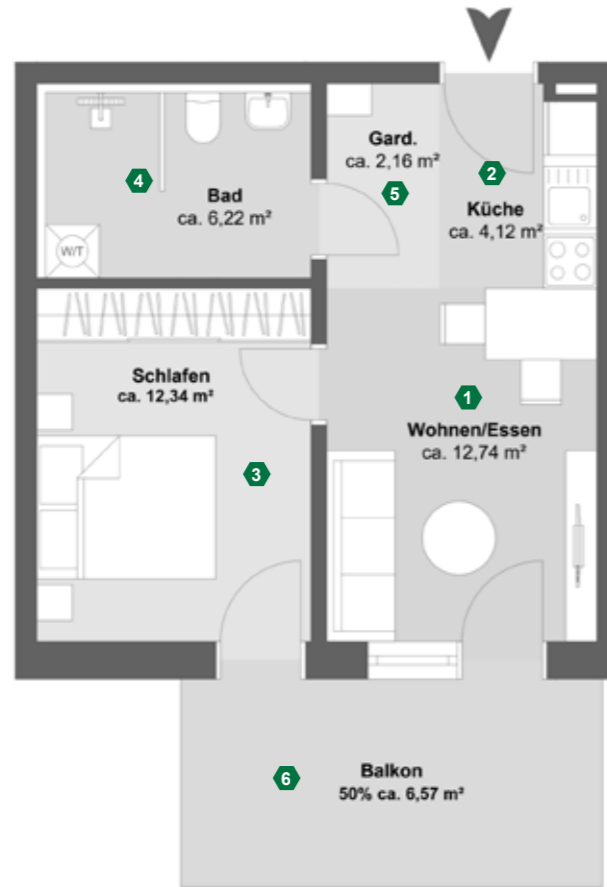 Gard.
ca. 2,16 m²
4
Bad
ca. 6,22 m²
5
2
Küche
ca. 4,12 m²
W/T
Schlafen
ca. 12,34 m²
1
Wohnen/Essen
ca. 12,74 m²
3
6
Balkon
50% ca. 6,57 m²